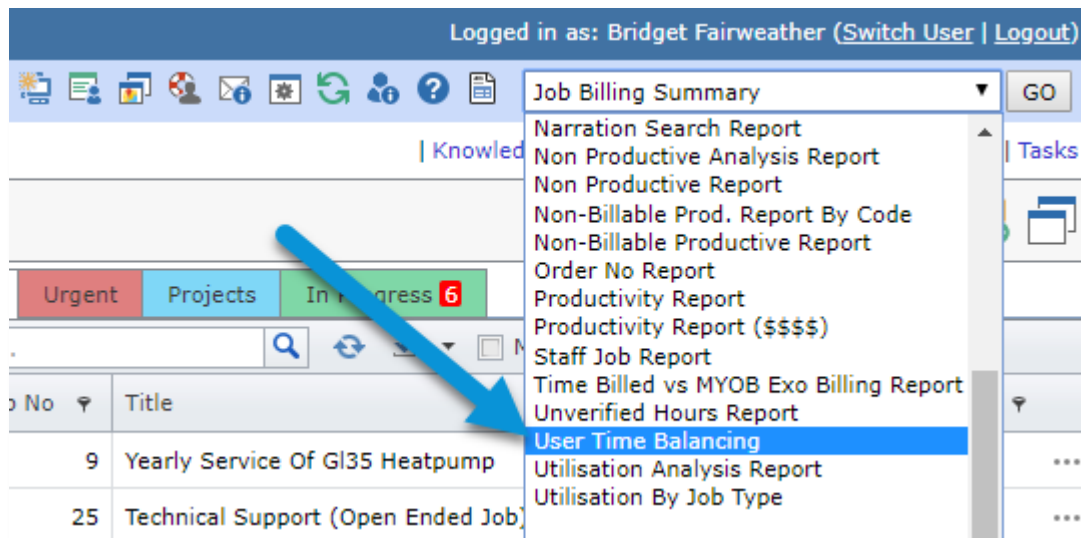 Logged in as: Bridget Fairweather (Switch User | Logout)
Job Billing Summary ▼ GO
| Knowled
| Tasks
Narration Search Report
Non Productive Analysis Report
Non Productive Report
Non-Billable Prod. Report By Code
Non-Billable Productive Report
Order No Report
Productivity Report
Productivity Report ($$$$)
Staff Job Report
Time Billed vs MYOB Exo Billing Report
Unverified Hours Report
User Time Balancing
Utilisation Analysis Report
Utilisation By Job Type
Urgent Projects In 6
No Title
9 Yearly Service Of Gl35 Heatpump ...
25 Technical Support (Open Ended Job) ...